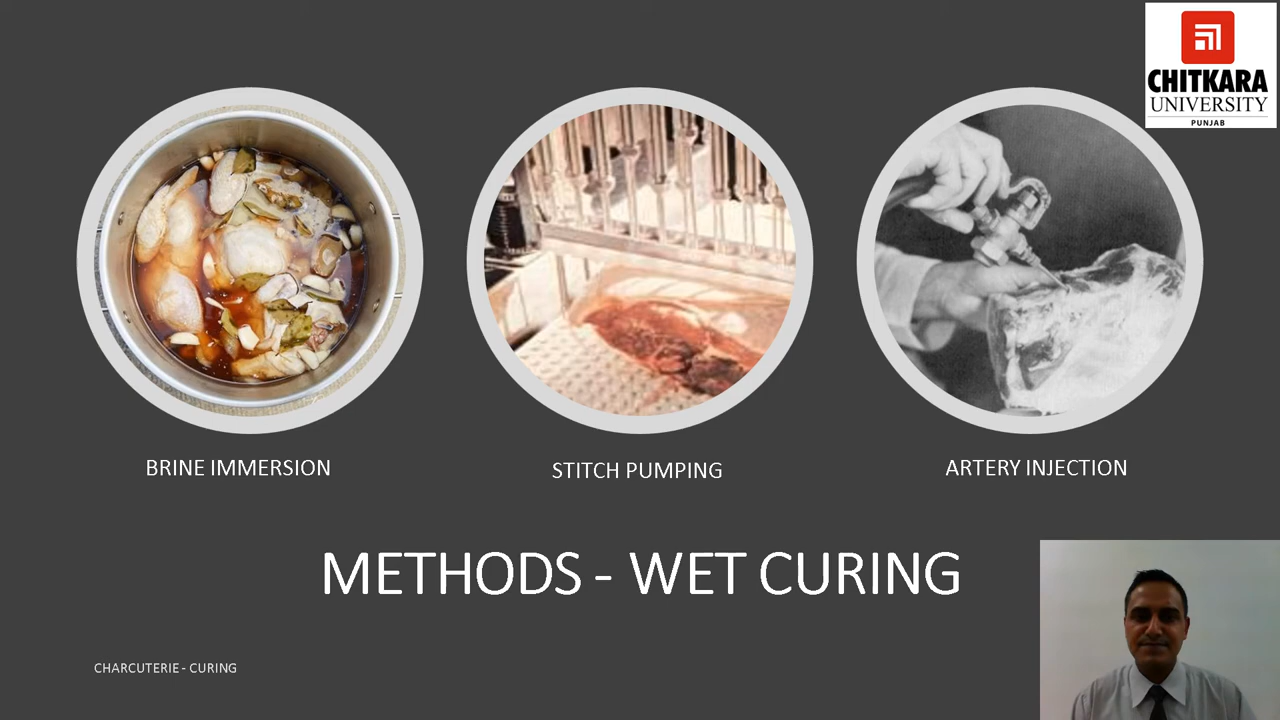 CHITKARA
UNIVERSITY
PUNJAB
BRINE IMMERSION
STITCH PUMPING
ARTERY INJECTION
METHODS - WET CURING
CHARCUTERIE - CURING